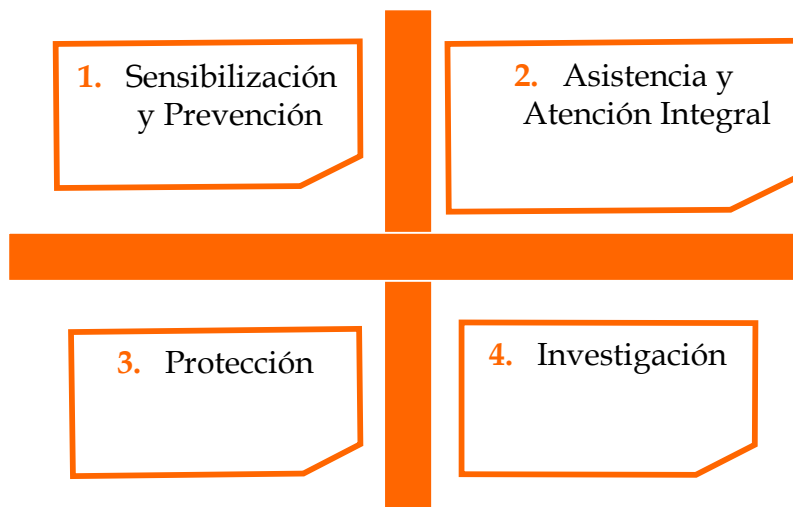 1. Sensibilización
y Prevención
2. Asistencia y
Atención Integral
3. Protección
4. Investigación